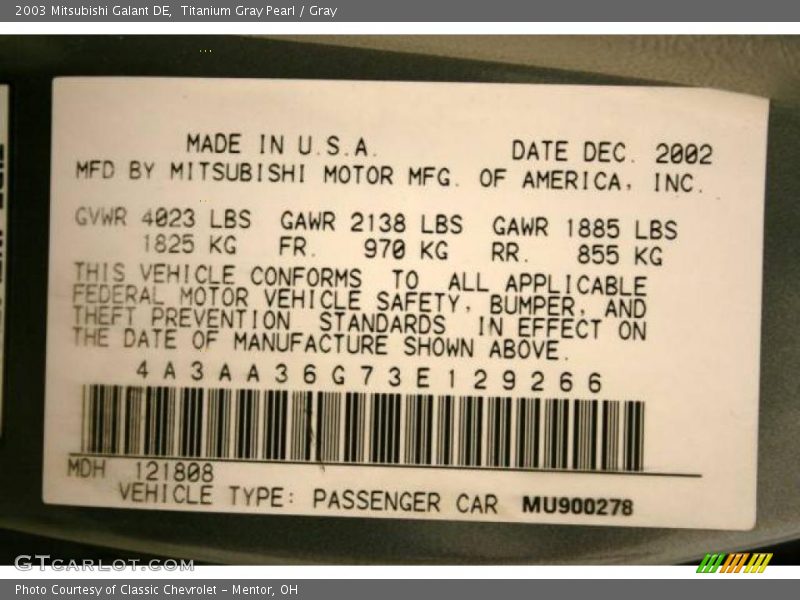 2003 Mitsubishi Galant DE,  Titanium Gray Pearl / Gray
MADE IN U.S.A. DATE DEC. 2002
MFD BY MITSUBISHI MOTOR MFG. OF AMERICA, INC.
GVWR 4023 LBS GAWR 2138 LBS GAWR 1885 LBS
1825 KG FR. 970 KG RR. 855 KG
THIS VEHICLE CONFORMS TO ALL APPLICABLE
FEDERAL MOTOR VEHICLE SAFETY, BUMPER, AND
THEFT PREVENTION STANDARDS IN EFFECT ON
THE DATE OF MANUFACTURE SHOWN ABOVE.
4A3AA36G73E129266
MDH 121808
VEHICLE TYPE: PASSENGER CAR MU900278
GTCARLOT.COM
Photo Courtesy of Classic Chevrolet - Mentor, OH